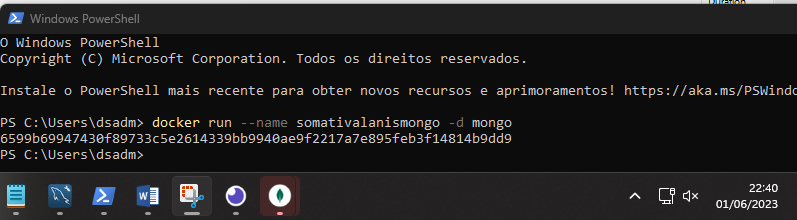 Duration
Windows PowerShell
O Windows PowerShell
Copyright (C) Microsoft Corporation. Todos os direitos reservados.
Instale o PowerShell mais recente para obter novos recursos e aprimoramentos! https://aka.ms/PSWindo
PS C:\Users\dsadm> docker run --name somativalanismongo -d mongo
6599b69947430f89733c5e2614339bb9940ae9f2217a7e895feb3f14814b9dd9
PS C:\Users\dsadm>
22:40
01/06/2023